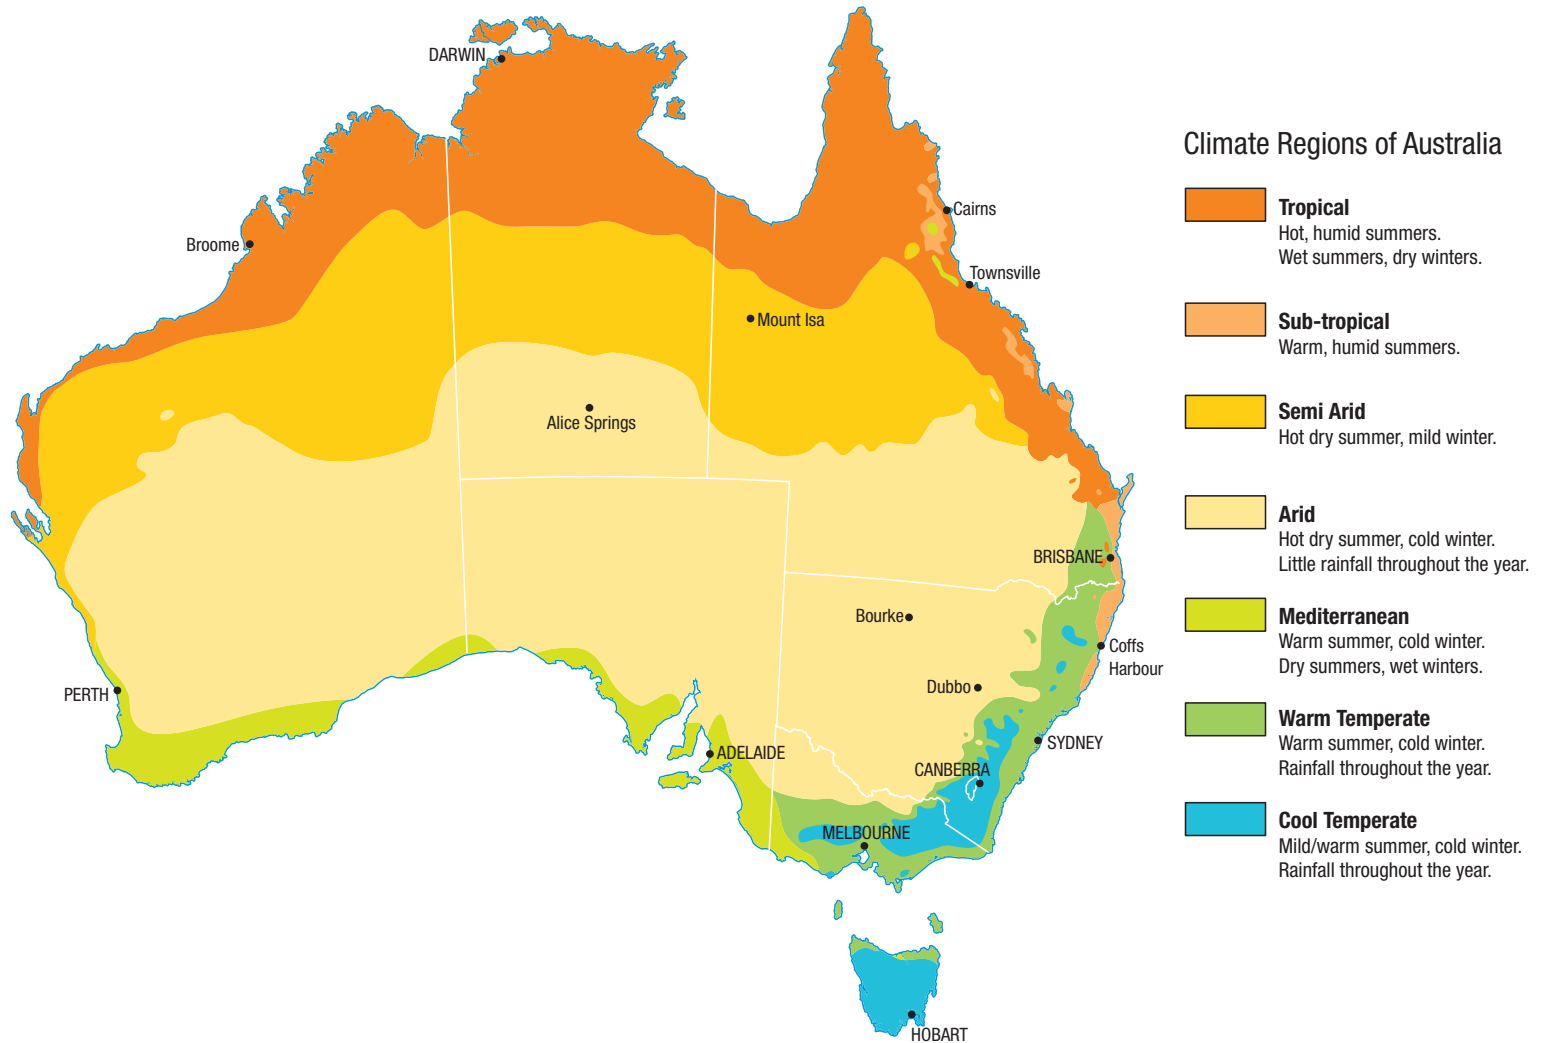 DARWIN
Cairns
Broome
Townsville
Mount Isa
Alice Springs
BRISBANE
Bourke
Coffs
Harbour
Dubbo
PERTH
SYDNEY
ADELAIDE
CANBERRA
MELBOURNE
HOBART
Climate Regions of Australia
Tropical
Hot, humid summers.
Wet summers, dry winters.
Sub-tropical
Warm, humid summers.
Semi Arid
Hot dry summer, mild winter.
Arid
Hot dry summer, cold winter.
Little rainfall throughout the year.
Mediterranean
Warm summer, cold winter.
Dry summers, wet winters.
Warm Temperate
Warm summer, cold winter.
Rainfall throughout the year.
Cool Temperate
Mild/warm summer, cold winter.
Rainfall throughout the year.